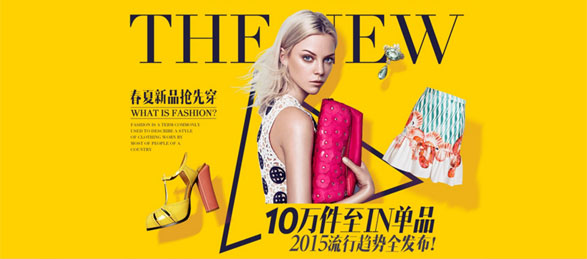 THE NEW
春夏新品抢先穿
WHAT IS FASHION?
FASHION IS A TERM COMMONLY
USED TO DESCRIBE A STYLE
OF CLOTHING WORN BY
MOST OF PEOPLE OF A
COUNTRY
10万件至IN单品
2015流行趋势全发布!